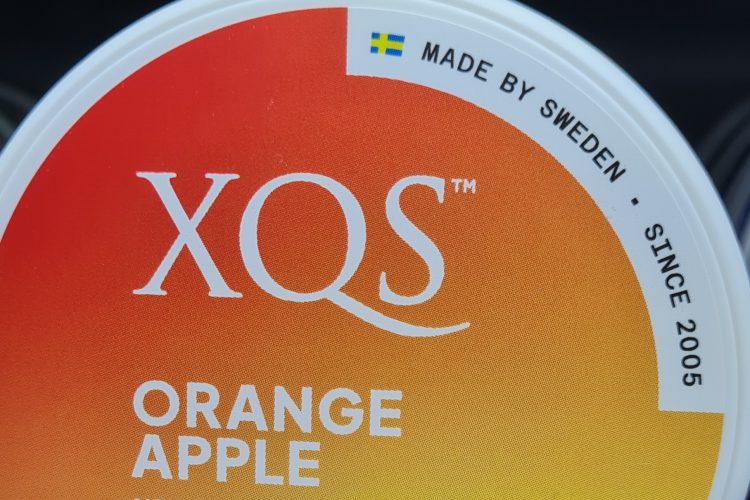 MADE BY SWEDEN · SINCE 2005
XQS™
ORANGE
APPLE